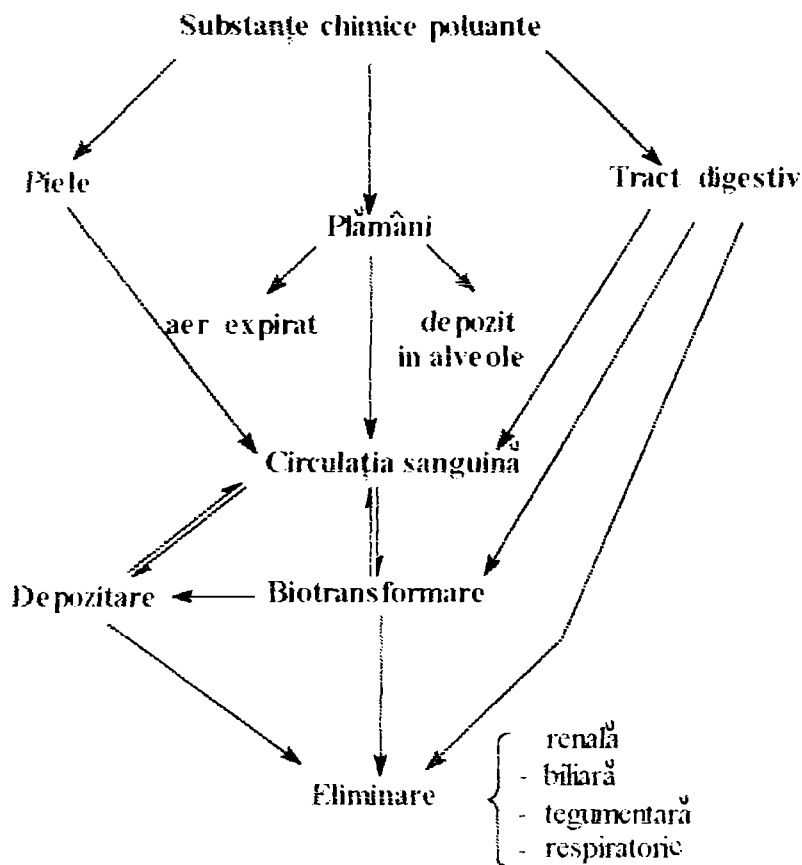 Substanțe chimice poluante
Piele
Tract digestiv
Plămâni
aer expirat
depozit
in alveole
Circulația sanguină
Depozitare
Biotransformare
Eliminare
renală
- biliară
- tegumentară
- respiratorie